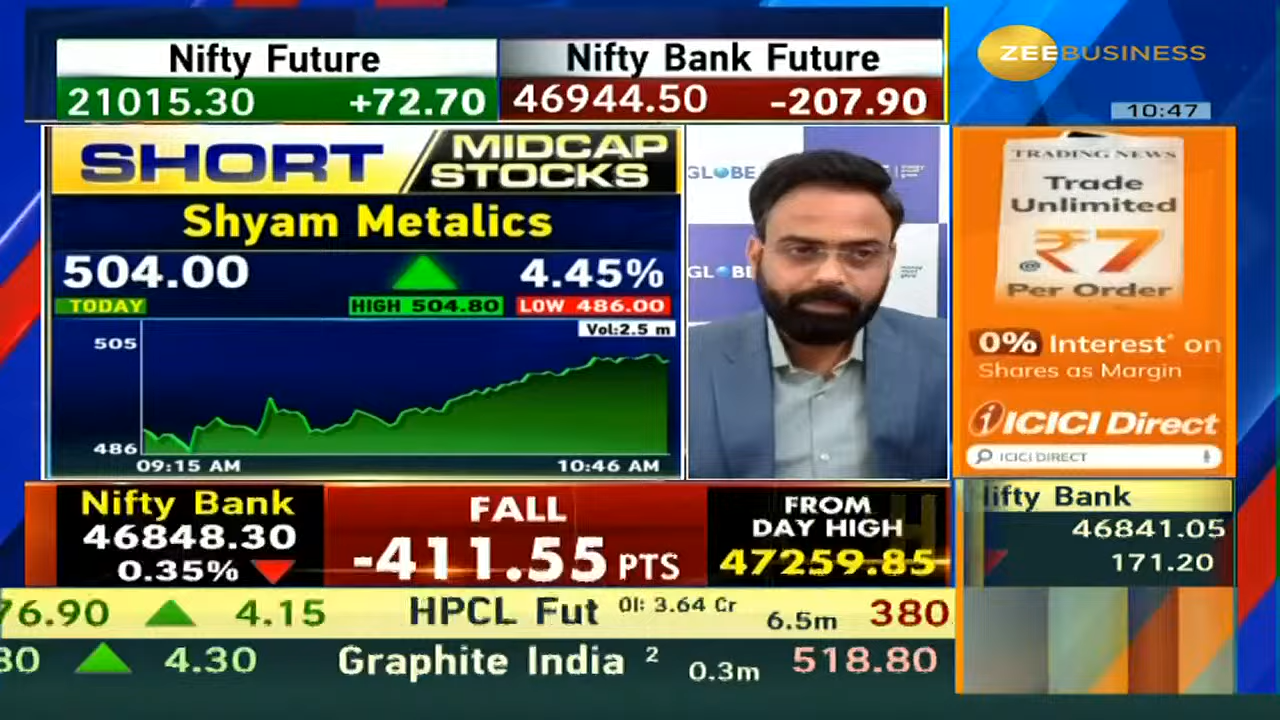 Nifty Future
Nifty Bank Future
21015.30 +72.70
46944.50 -207.90
ZEEBUSINESS
10:47
SHORT
MIDCAP
STOCKS
Shyam Metalics
504.00 4.45%
TODAY HIGH 504.80 LOW 486.00
Vol:2.5 m
505
486
09:15 AM 10:46 AM
GLOBE
GLOBE
TRADING NEWS
Trade
Unlimited
@ ₹7
Per Order
0% Interest* on
Shares as Margin
ICICI Direct
ICICI DIRECT
Nifty Bank
46848.30
0.35%
FALL
-411.55 PTS
FROM
DAY HIGH
47259.85
Nifty Bank
46841.05
171.20
76.90 4.15 HPCL Fut OI: 3.64 Cr 6.5m 380
80 4.30 Graphite India 2 0.3m 518.80